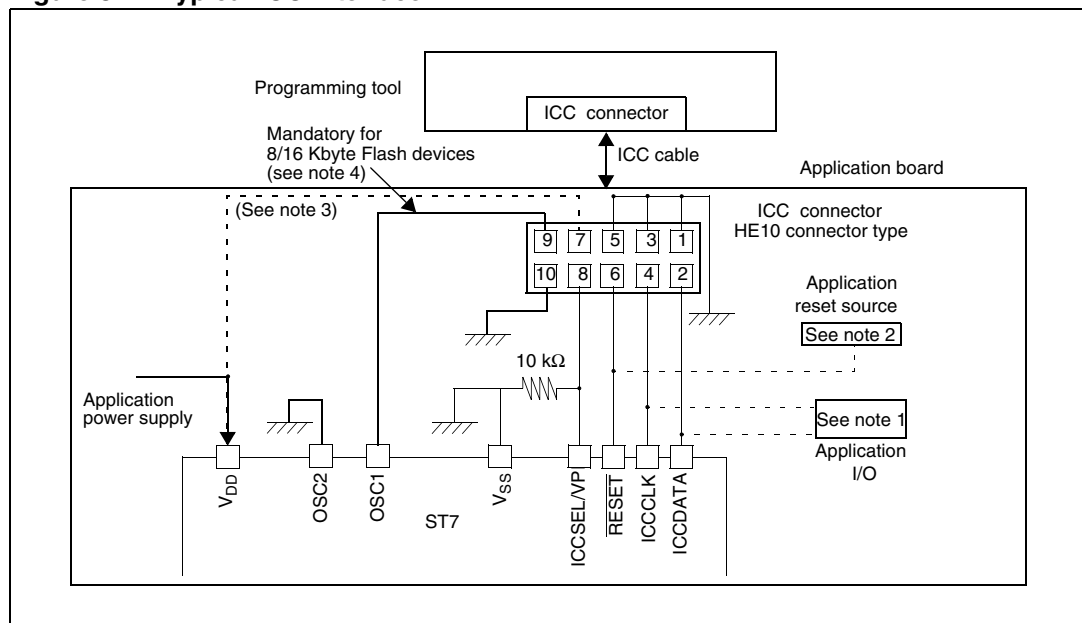 Programming tool
ICC connector
Mandatory for
8/16 Kbyte Flash devices
(see note 4)
ICC cable
Application board
(See note 3)
ICC connector
HE10 connector type
9 7 5 3 1
10 8 6 4 2
Application
reset source
See note 2
10 kΩ
Application
power supply
See note 1
Application
I/O
VDD
OSC2
OSC1
VSS
ICCSEL/VPP
RESET
ICCCLK
ICCDATA
ST7